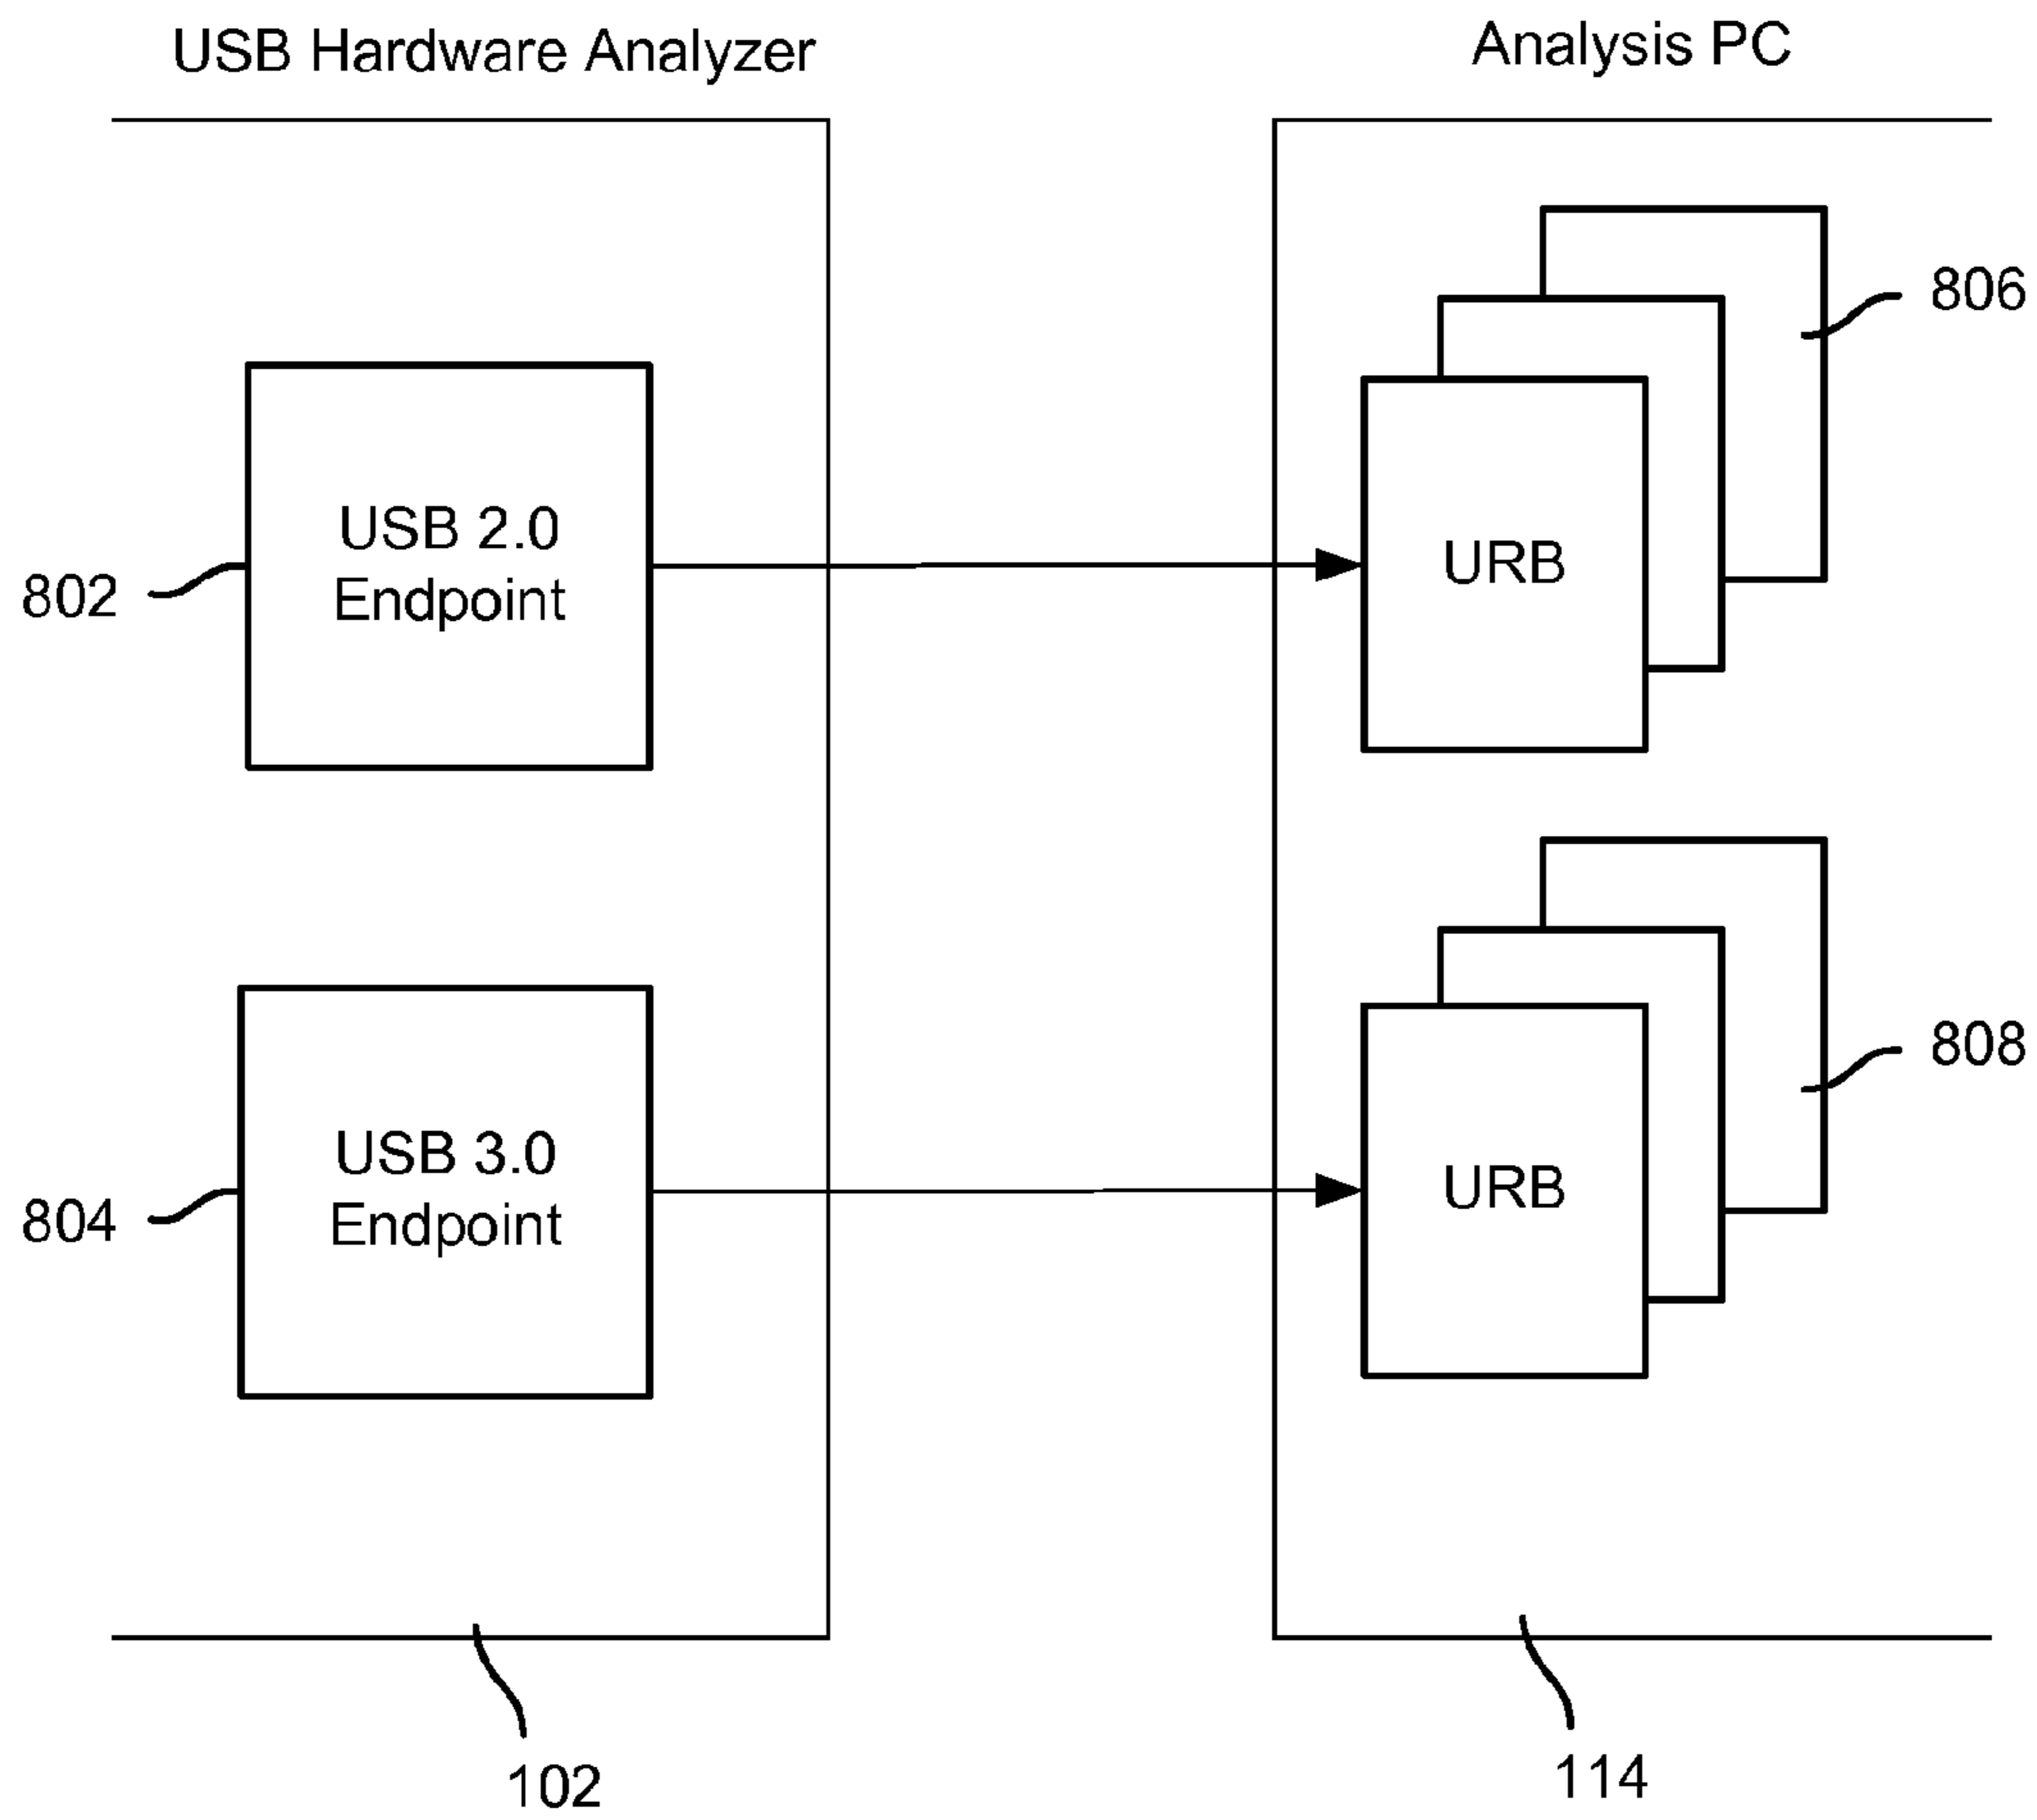 USB Hardware Analyzer
Analysis PC
806
USB 2.0
Endpoint
URB
802
808
USB 3.0
Endpoint
URB
804
102
114